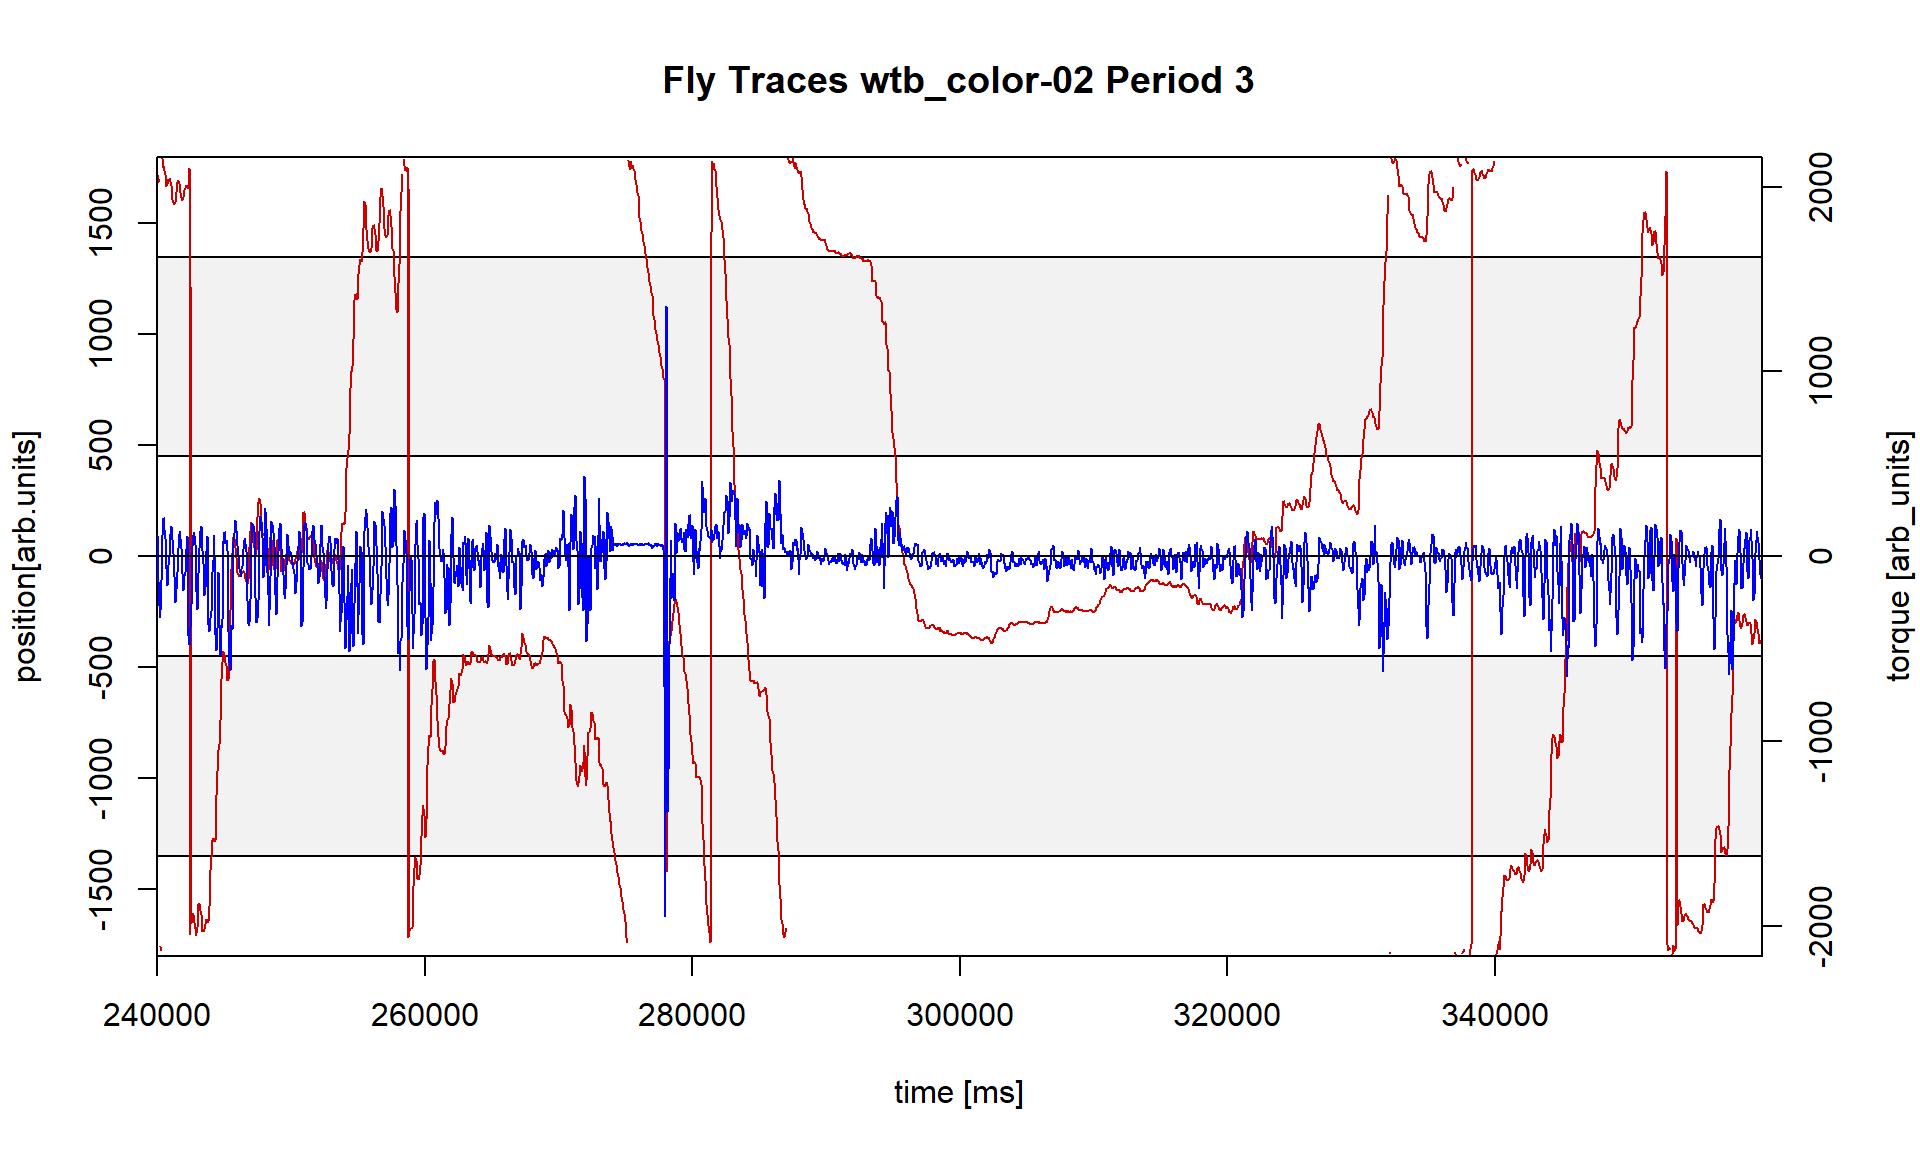 Fly Traces wtb_color-02 Period 3
position[arb.units]
1500
1000
500
0
-500
-1000
-1500
2000
1000
0
-1000
-2000
torque [arb_units]
240000 260000 280000 300000 320000 340000
time [ms]